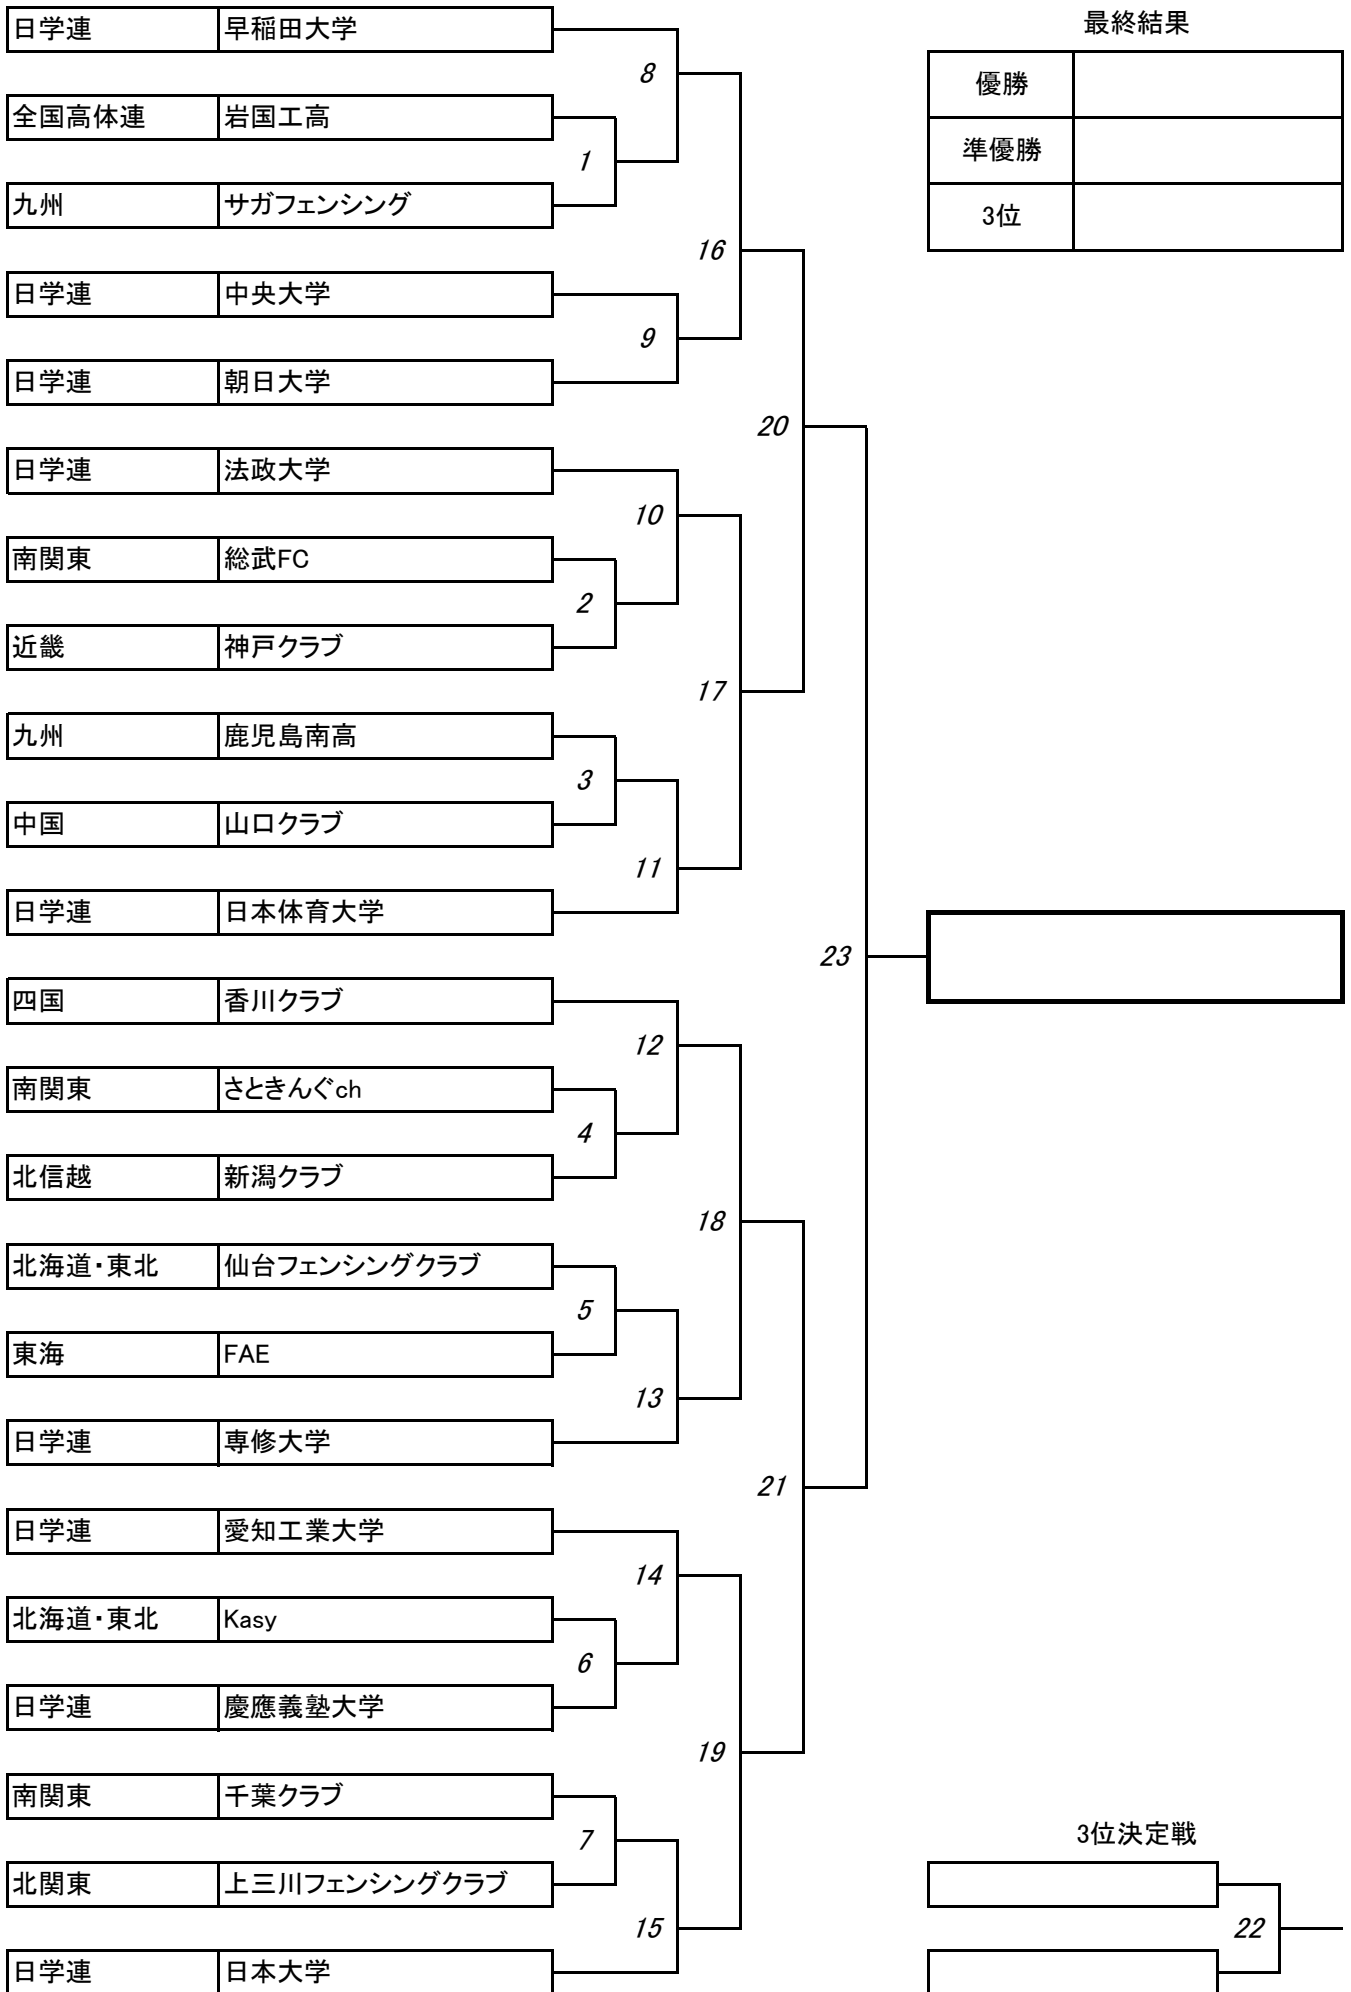 日学連 早稲田大学
最終結果
8
優勝
全国高体連 岩国工高
準優勝
1
九州 サガフェンシング
3位
16
日学連 中央大学
9
日学連 朝日大学
20
日学連 法政大学
10
南関東 総武FC
2
近畿 神戸クラブ
17
九州 鹿児島南高
3
中国 山口クラブ
11
日学連 日本体育大学
23
四国 香川クラブ
12
南関東 さときんぐch
4
北信越 新潟クラブ
18
北海道・東北 仙台フェンシングクラブ
5
東海 FAE
13
日学連 専修大学
21
日学連 愛知工業大学
14
北海道・東北 Kasy
6
日学連 慶應義塾大学
19
南関東 千葉クラブ
3位決定戦
7
北関東 上三川フェンシングクラブ
15
22
日学連 日本大学